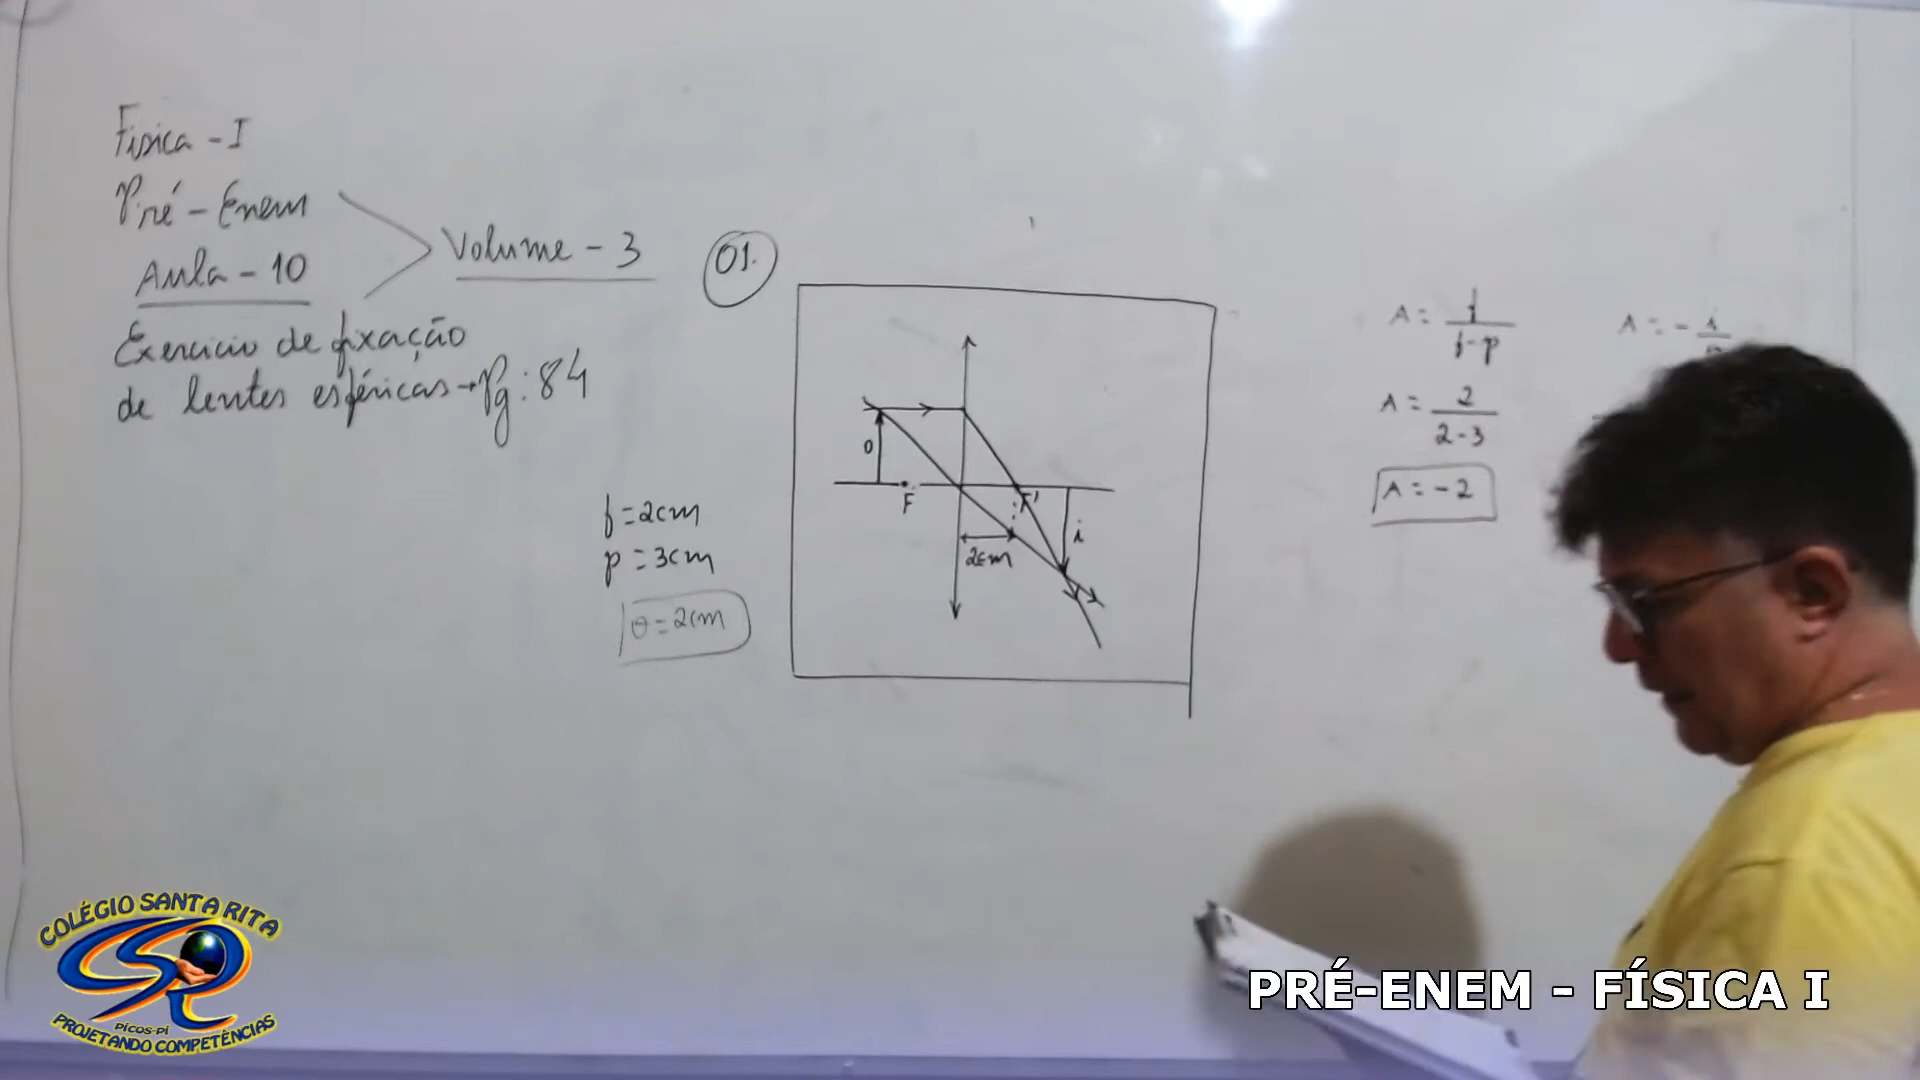 Física - I
Pré - Enem
Aula - 10
Volume - 3
Exercício de fixação
de lentes esféricas → Pg: 84
01.
o
F
F'
i
2cm
f = 2cm
p = 3cm
θ = 2cm
A = f / f - p
A = - i
A = 2 / 2 - 3
A = -2
COLÉGIO SANTA RITA
PICOS-PI
PROJETANDO COMPETÊNCIAS
PRÉ-ENEM - FÍSICA I